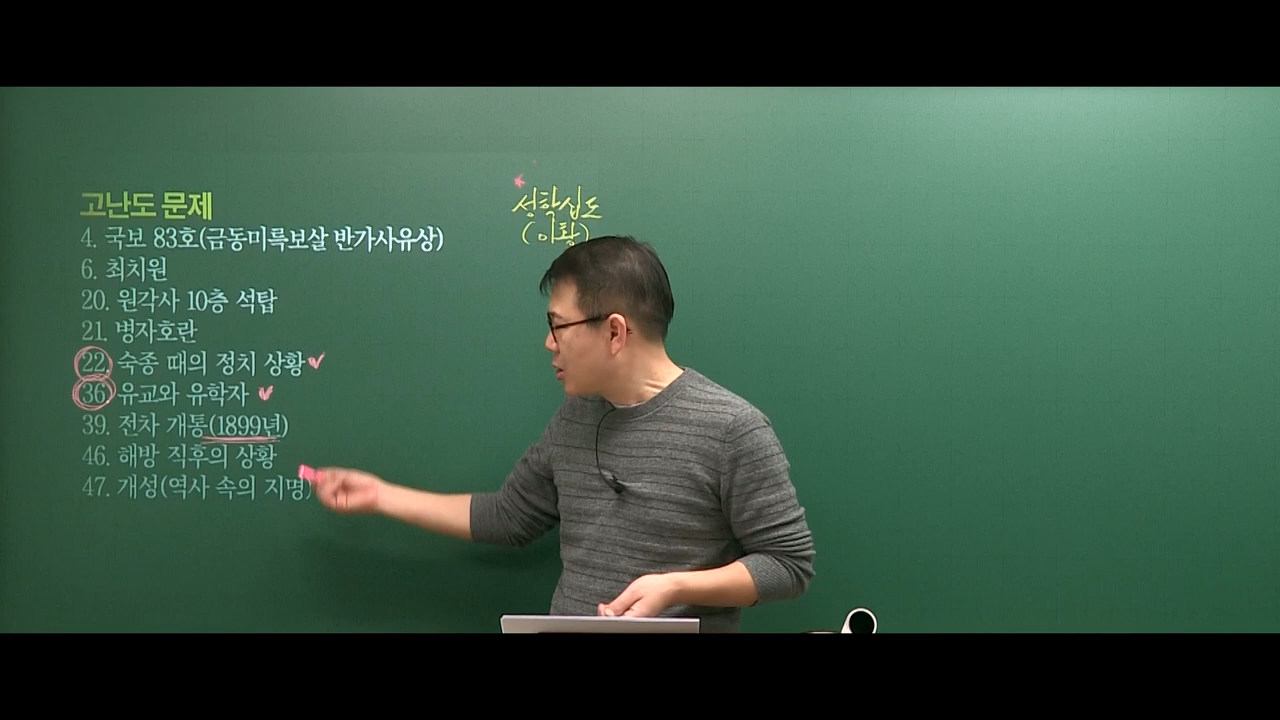 고난도 문제
4. 국보 83호(금동미륵보살 반가사유상)
6. 최치원
20. 원각사 10층 석탑
21. 병자호란
22. 숙종 때의 정치 상황
36. 유교와 유학자
39. 전차 개통(1899년)
46. 해방 직후의 상황
47. 개성(역사 속의 지명)
성학십도
(이황)